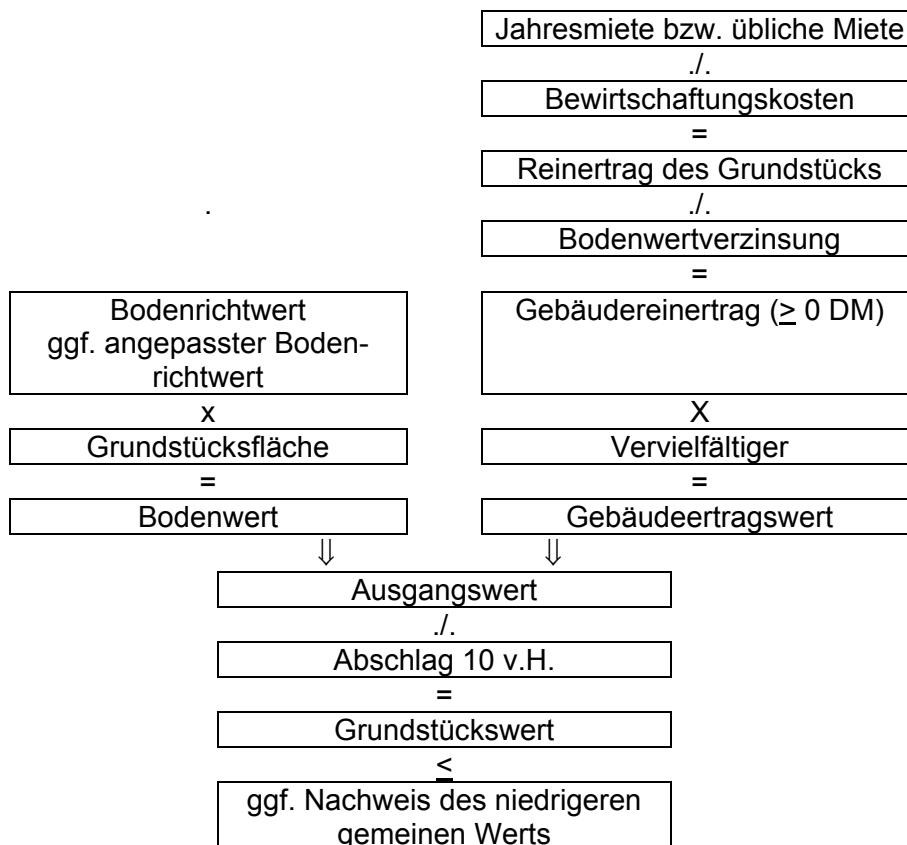 Jahresmiete bzw. übliche Miete
./.
Bewirtschaftungskosten
=
Reinertrag des Grundstücks
.
./.
Bodenwertverzinsung
=
Bodenrichtwert
ggf. angepasster Boden-
richtwert
x
Grundstücksfläche
=
Bodenwert
⇓
Gebäudereinertrag (≥ 0 DM)
X
Vervielfältiger
=
Gebäudeertragswert
⇓
Ausgangswert
./.
Abschlag 10 v.H.
=
Grundstückswert
≤
ggf. Nachweis des niedrigeren
gemeinen Werts